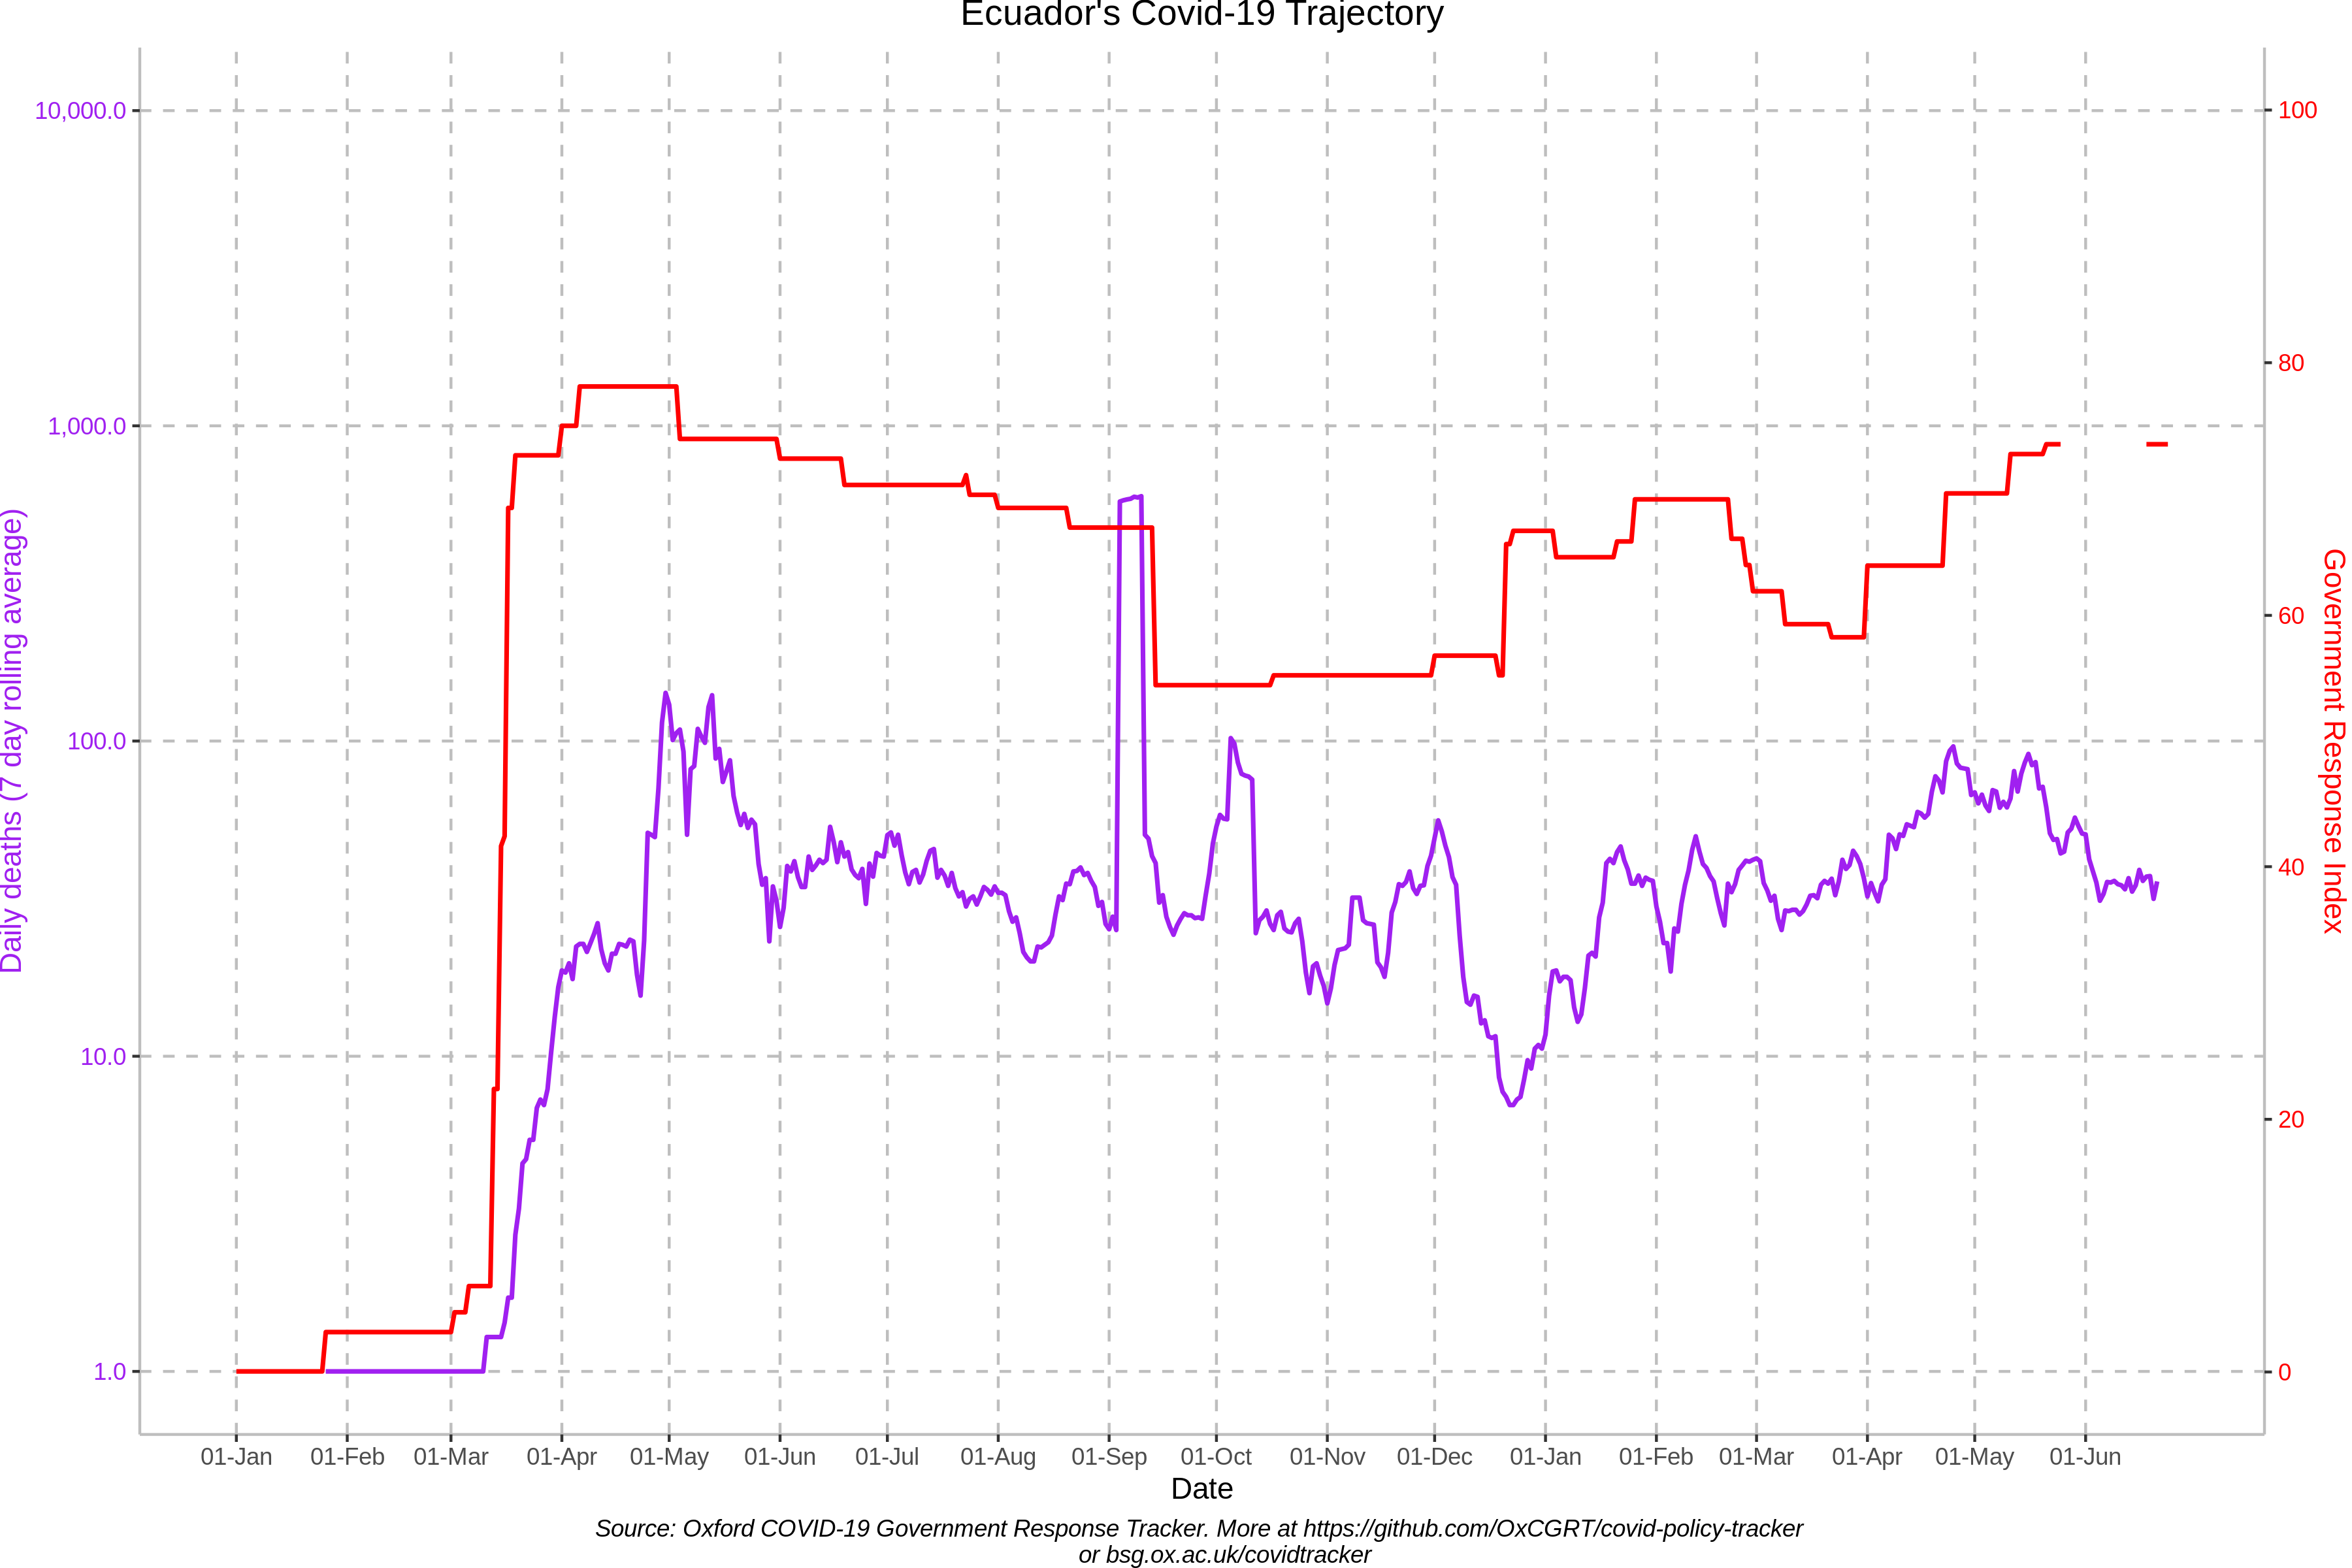 Ecuador's Covid-19 Trajectory
10,000.0
1,000.0
100.0
10.0
1.0
Daily deaths (7 day rolling average)
100
80
60
40
20
0
Government Response Index
01-Jan 01-Feb 01-Mar 01-Apr 01-May 01-Jun 01-Jul 01-Aug 01-Sep 01-Oct 01-Nov 01-Dec 01-Jan 01-Feb 01-Mar 01-Apr 01-May 01-Jun
Date
Source: Oxford COVID-19 Government Response Tracker. More at https://github.com/OxCGRT/covid-policy-tracker
or bsg.ox.ac.uk/covidtracker